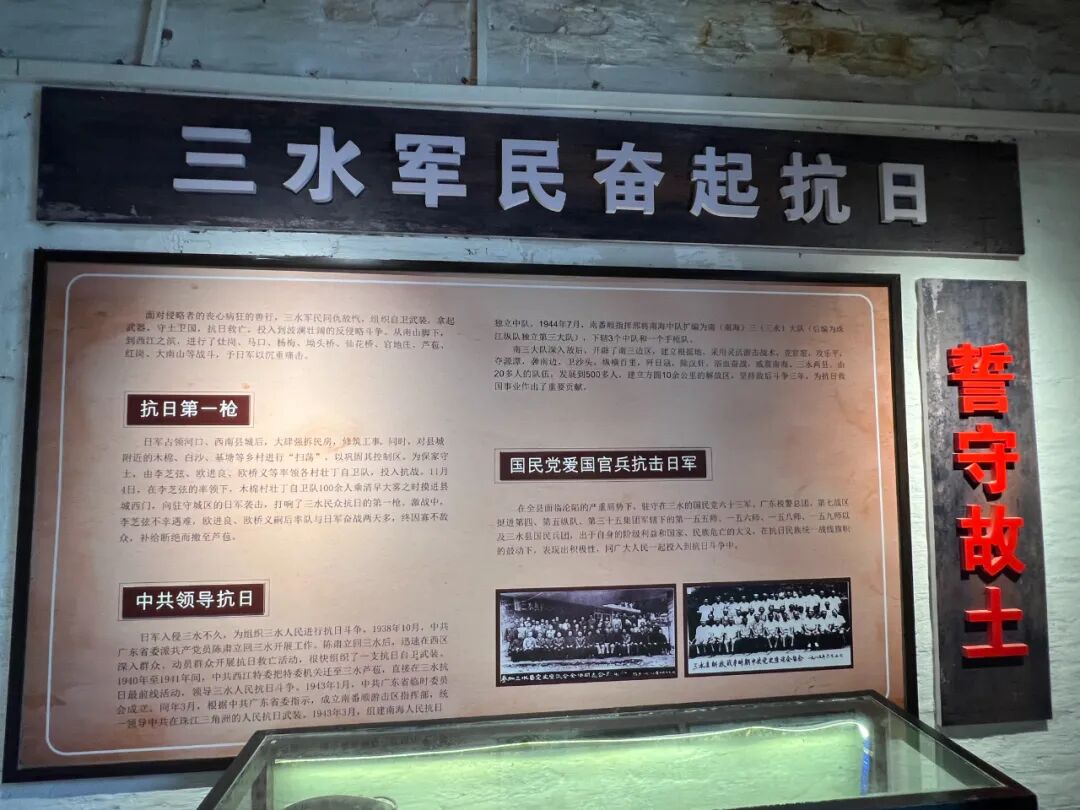 三水军民奋起抗日
面对侵略者的丧心病狂的兽行，三水军民同仇敌忾，组织自卫武装，拿起
武器，守土卫国，抗日救亡，投入到波澜壮阔的反侵略斗争。从南山脚下，
到西江之滨，进行了灶岗、马口、杨梅、坳头桥、仙花桥、官地庄、芦苞、
红岗、大南山等战斗，予日军以沉重痛击。
抗日第一枪
日军占领河口、西南县城后，大肆强拆民房，修筑工事。同时，对县城
附近的木棉、白沙、基塘等乡村进行“扫荡”，以巩固其控制区。为保家守
土，由李芝弦、欧进良、欧桥义等率领各村壮丁自卫队，投入抗战。11月
4日，在李芝弦的率领下，木棉村壮丁自卫队100余人乘清早大雾之时摸近县
城西门，向驻守城区的日军袭击，打响了三水民众抗日的第一枪。激战中，
李芝弦不幸遇难，欧进良、欧桥义嗣后率队与日军奋战两天多，终因寡不敌
众，补给断绝而撤至芦苞。
中共领导抗日
日军入侵三水不久，为组织三水人民进行抗日斗争。1938年10月，中共
广东省委派共产党员陈肃立回三水开展工作。陈肃立回三水后，迅速在西区
深入群众，动员群众开展抗日救亡活动，很快组织了一支抗日自卫武装。
1940年至1941年间，中共西江特委把特委机关迁至三水芦苞，直接在三水抗
日最前线活动，领导三水人民抗日斗争。1943年1月，中共广东省临时委员
会成立。同年3月，根据中共广东省委指示，成立南番顺游击区指挥部，统
一领导中共在珠江三角洲的人民抗日武装。1943年3月，组建南海人民抗日
独立中队。1944年7月，南番顺指挥部将南海中队扩编为南（南海）三（三水）大队（后编为珠
江纵队独立第三大队），下辖3个中队和一个手枪队。
南三大队深入敌后，开辟了南三边区，建立根据地，采用灵活游击战术，
夺源潭，袭南边，卫沙头，纵横百里，歼日寇，除汉奸，浴血奋战，威震南海、三水两县。由
20多人的队伍，发展到500多人，建立方圆10余公里的解放区，坚持敌后斗争三年，为抗日救
国事业作出了重要贡献。
国民党爱国官兵抗击日军
在全县面临沦陷的严重局势下，驻守在三水的国民党六十三军、广东税警总团、第七战区
挺进第四、第五纵队、第三十五集团军辖下的第一五五师、一五六师、一五八师、一五九师以
及三水县国民兵团，出于自身的阶级利益和国家、民族危亡的大义，在抗日民族统一战线旗帜
的鼓动下，表现出积极性，同广大人民一起投入到抗日斗争中。
誓守故土